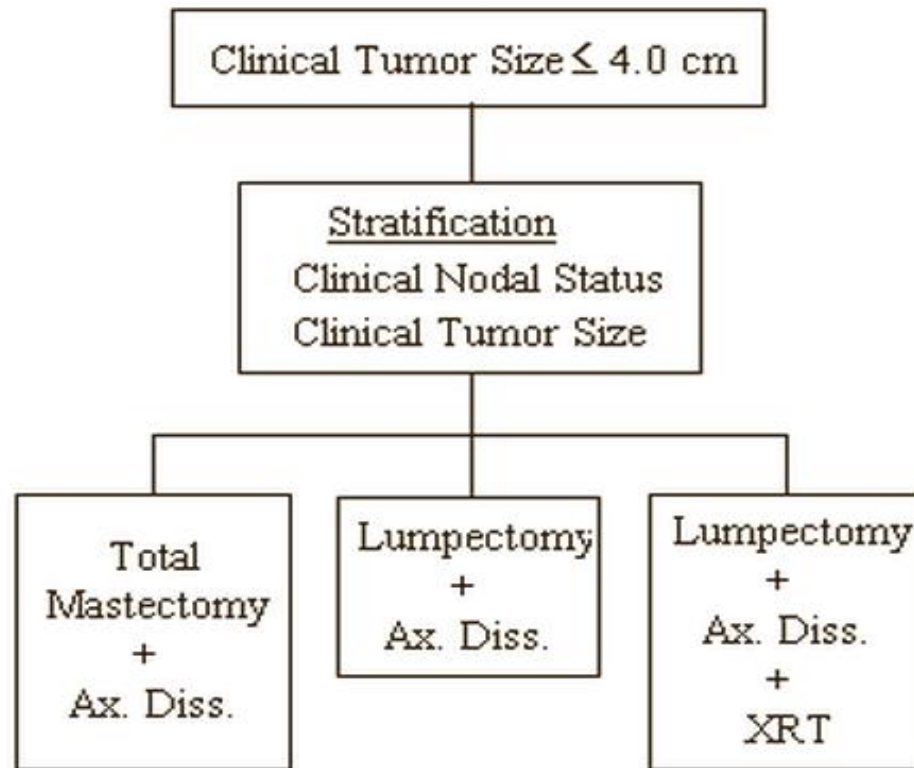 Clinical Tumor Size ≤ 4.0 cm
Stratification
Clinical Nodal Status
Clinical Tumor Size
Total
Mastectomy
+
Ax. Diss.
Lumpectomy
+
Ax. Diss.
Lumpectomy
+
Ax. Diss.
+
XRT